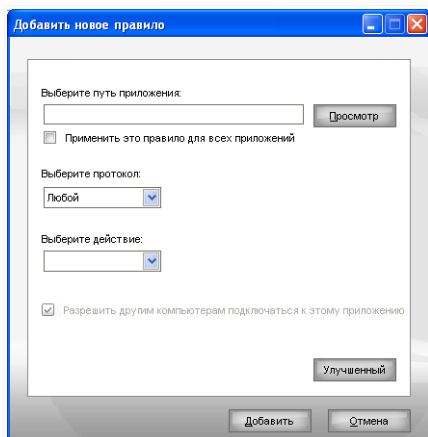 Добавить новое правило
Выберите путь приложения:
Просмотр
Применить это правило для всех приложений
Выберите протокол:
Любой
Выберите действие:
Разрешить другим компьютерам подключаться к этому приложению
Улучшенный
Добавить
Отмена